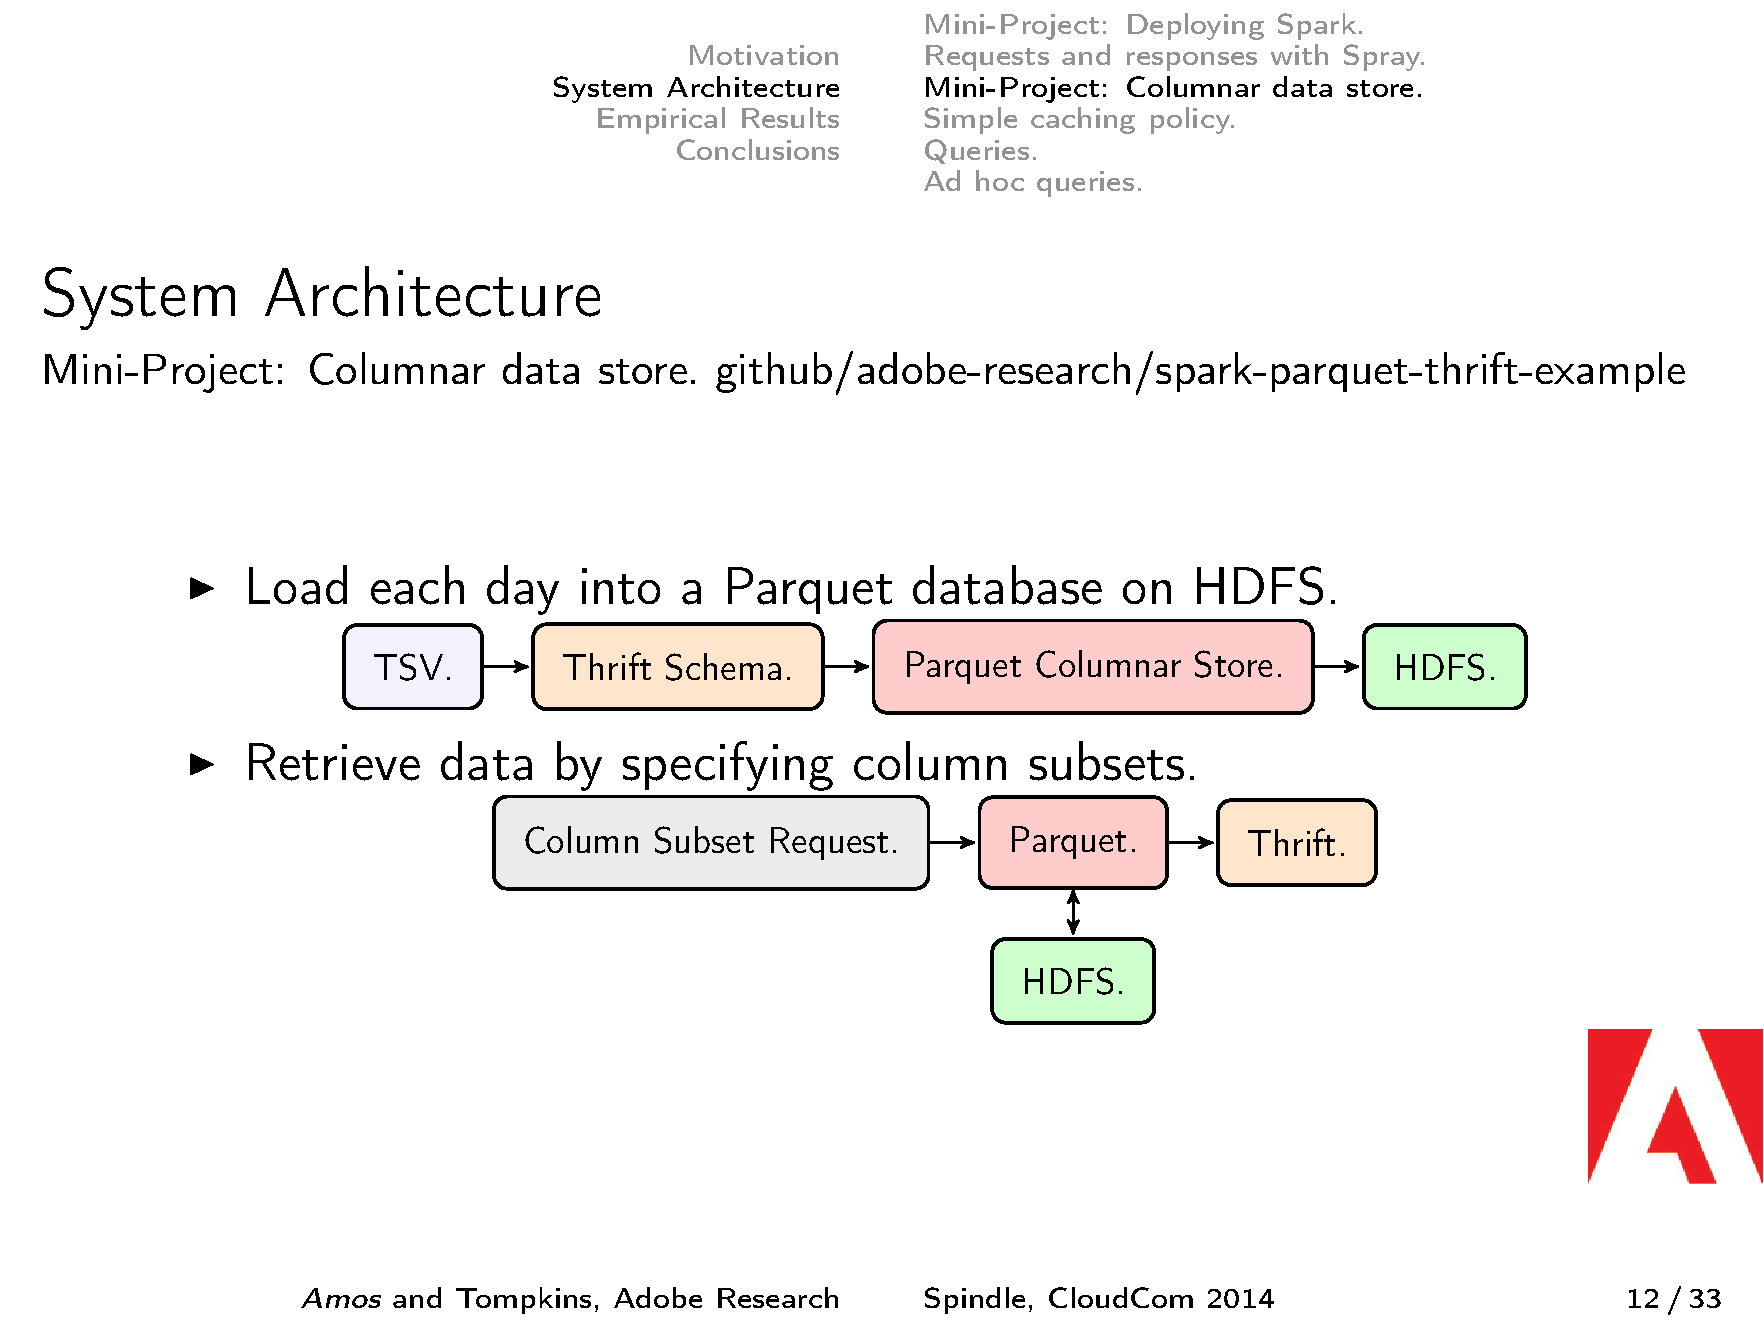 Motivation
System Architecture
Empirical Results
Conclusions
Mini-Project: Deploying Spark.
Requests and responses with Spray.
Mini-Project: Columnar data store.
Simple caching policy.
Queries.
Ad hoc queries.
System Architecture
Mini-Project: Columnar data store. github/adobe-research/spark-parquet-thrift-example
Load each day into a Parquet database on HDFS.
TSV. Thrift Schema. Parquet Columnar Store. HDFS.
Retrieve data by specifying column subsets.
Column Subset Request. Parquet. Thrift.
HDFS.
Amos and Tompkins, Adobe Research Spindle, CloudCom 2014 12 / 33